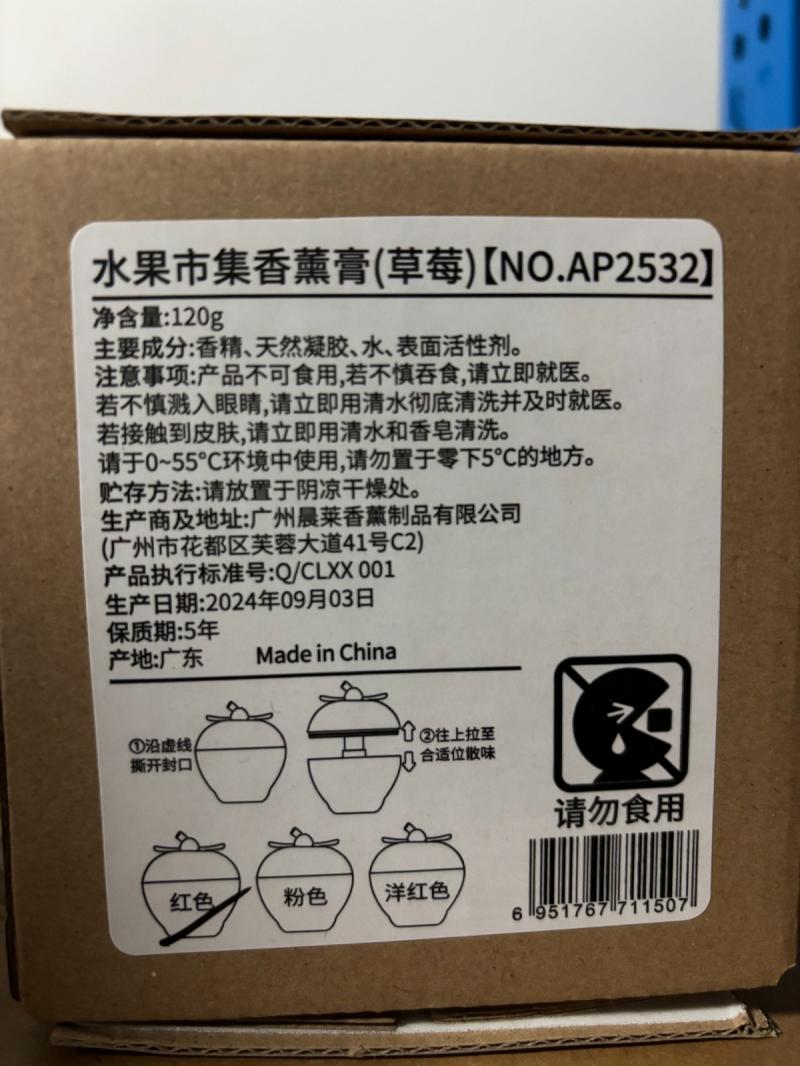 水果市集香薰膏(草莓)【NO.AP2532】
净含量:120g
主要成分:香精、天然凝胶、水、表面活性剂。
注意事项:产品不可食用,若不慎吞食,请立即就医。
若不慎溅入眼睛,请立即用清水彻底清洗并及时就医。
若接触到皮肤,请立即用清水和香皂清洗。
请于0~55°C环境中使用,请勿置于零下5°C的地方。
贮存方法:请放置于阴凉干燥处。
生产商及地址:广州晨莱香薰制品有限公司
(广州市花都区芙蓉大道41号C2)
产品执行标准号:Q/CLXX 001
生产日期:2024年09月03日
保质期:5年
产地:广东 Made in China
①沿虚线
撕开封口
②往上拉至
合适位散味
请勿食用
红色 粉色 洋红色
6 951767 711507